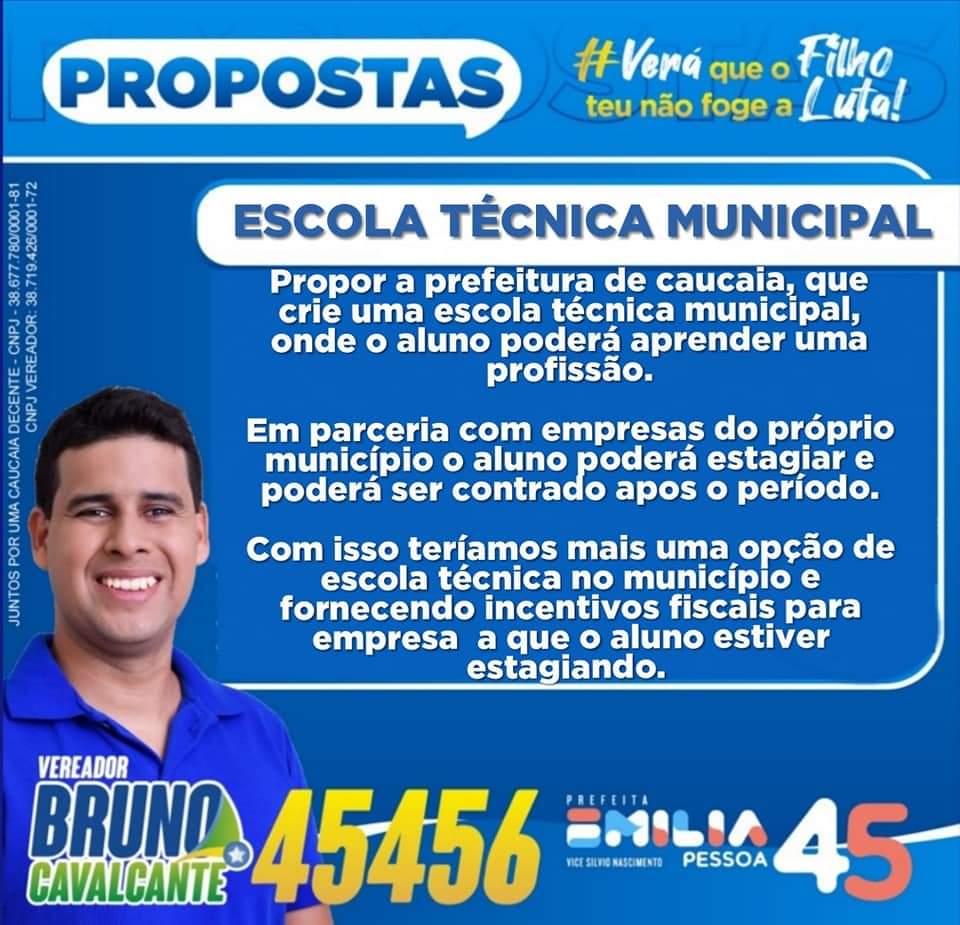 PROPOSTAS
#Verá que o Filho
teu não foge a Luta!
JUNTOS POR UMA CAUCAIA DECENTE - CNPJ - 38.677.780/0001-81
CNPJ VEREADOR: 38.719.426/0001-72
ESCOLA TÉCNICA MUNICIPAL
Propor a prefeitura de caucaia, que
crie uma escola técnica municipal,
onde o aluno poderá aprender uma
profissão.
Em parceria com empresas do próprio
município o aluno poderá estagiar e
poderá ser contrado apos o período.
Com isso teríamos mais uma opção de
escola técnica no município e
fornecendo incentivos fiscais para
empresa a que o aluno estiver
estagiando.
VEREADOR
BRUNO
CAVALCANTE
45456
PREFEITA
EMILIA
VICE SILVIO NASCIMENTO PESSOA
45